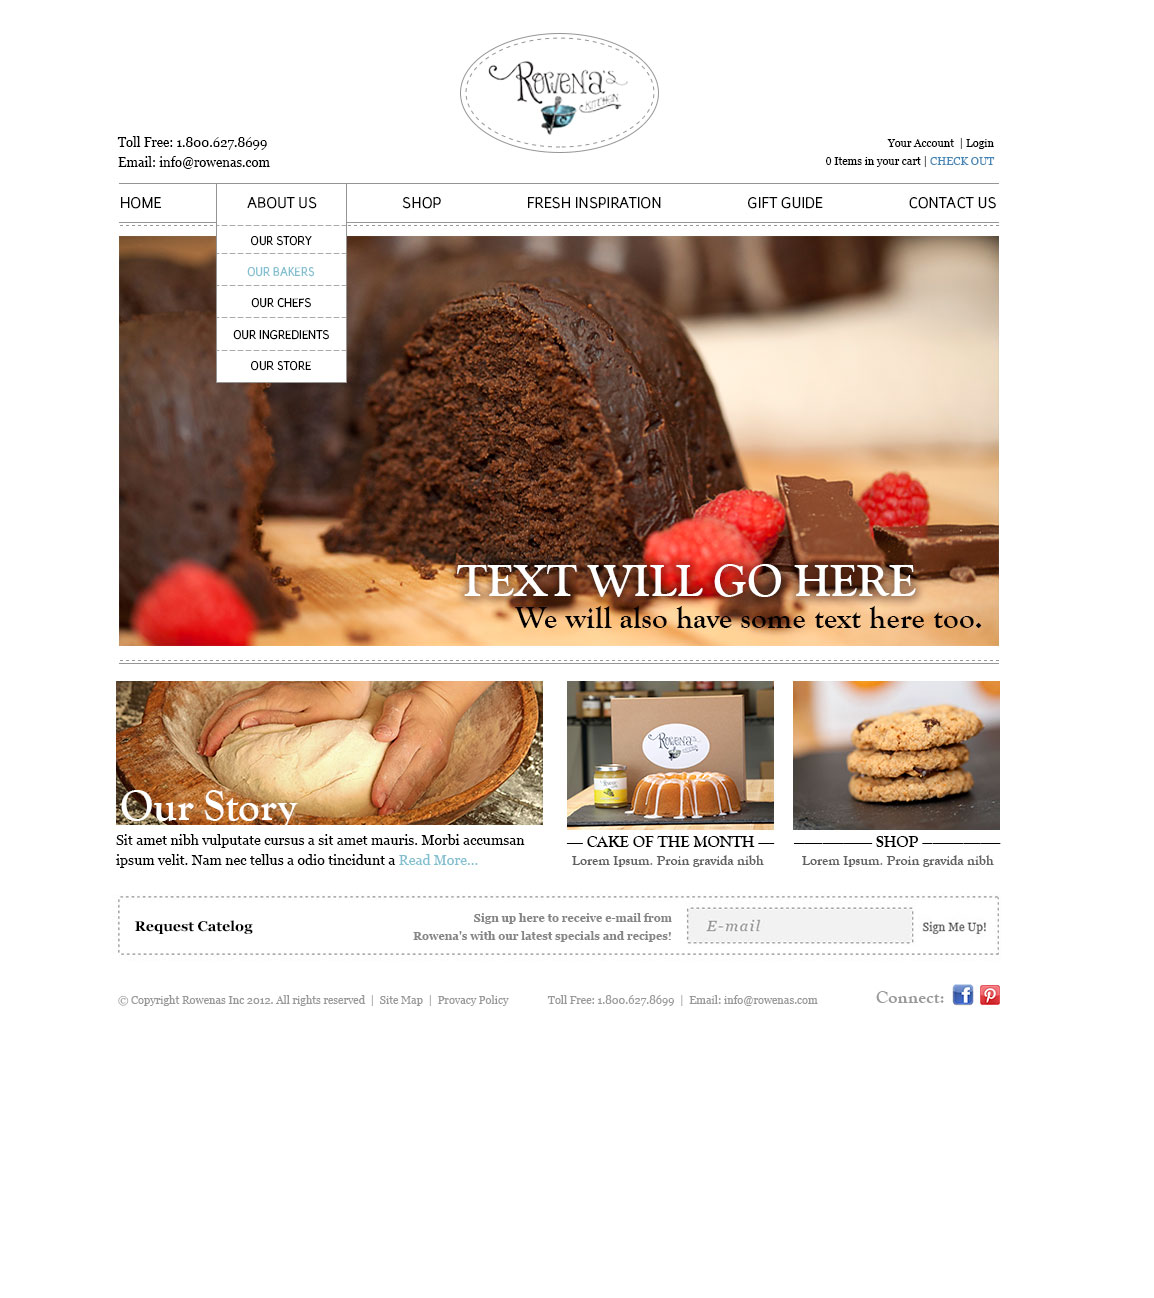 Rowena's
KITCHEN
Toll Free: 1.800.627.8699
Email: info@rowenas.com
Your Account | Login
0 Items in your cart | CHECK OUT
HOME ABOUT US SHOP FRESH INSPIRATION GIFT GUIDE CONTACT US
OUR STORY
OUR BAKERS
OUR CHEFS
OUR INGREDIENTS
OUR STORE
TEXT WILL GO HERE
We will also have some text here too.
Rowena's
Our Story
Sit amet nibh vulputate cursus a sit amet mauris. Morbi accumsan
ipsum velit. Nam nec tellus a odio tincidunt a Read More...
— CAKE OF THE MONTH —
Lorem Ipsum. Proin gravida nibh
SHOP
Lorem Ipsum. Proin gravida nibh
Request Catelog
Sign up here to receive e-mail from
Rowena's with our latest specials and recipes!
E-mail
Sign Me Up!
© Copyright Rowenas Inc 2012. All rights reserved | Site Map | Provacy Policy
Toll Free: 1.800.627.8699 | Email: info@rowenas.com
Connect: